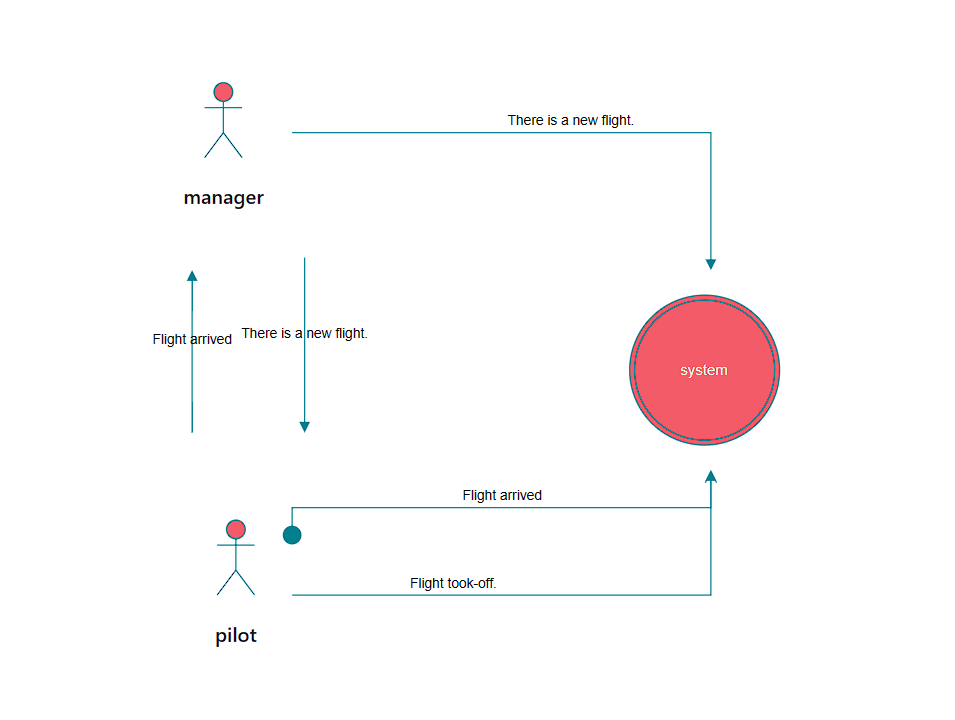 There is a new flight.
manager
Flight arrived
There is a new flight.
system
Flight arrived
Flight took-off.
pilot